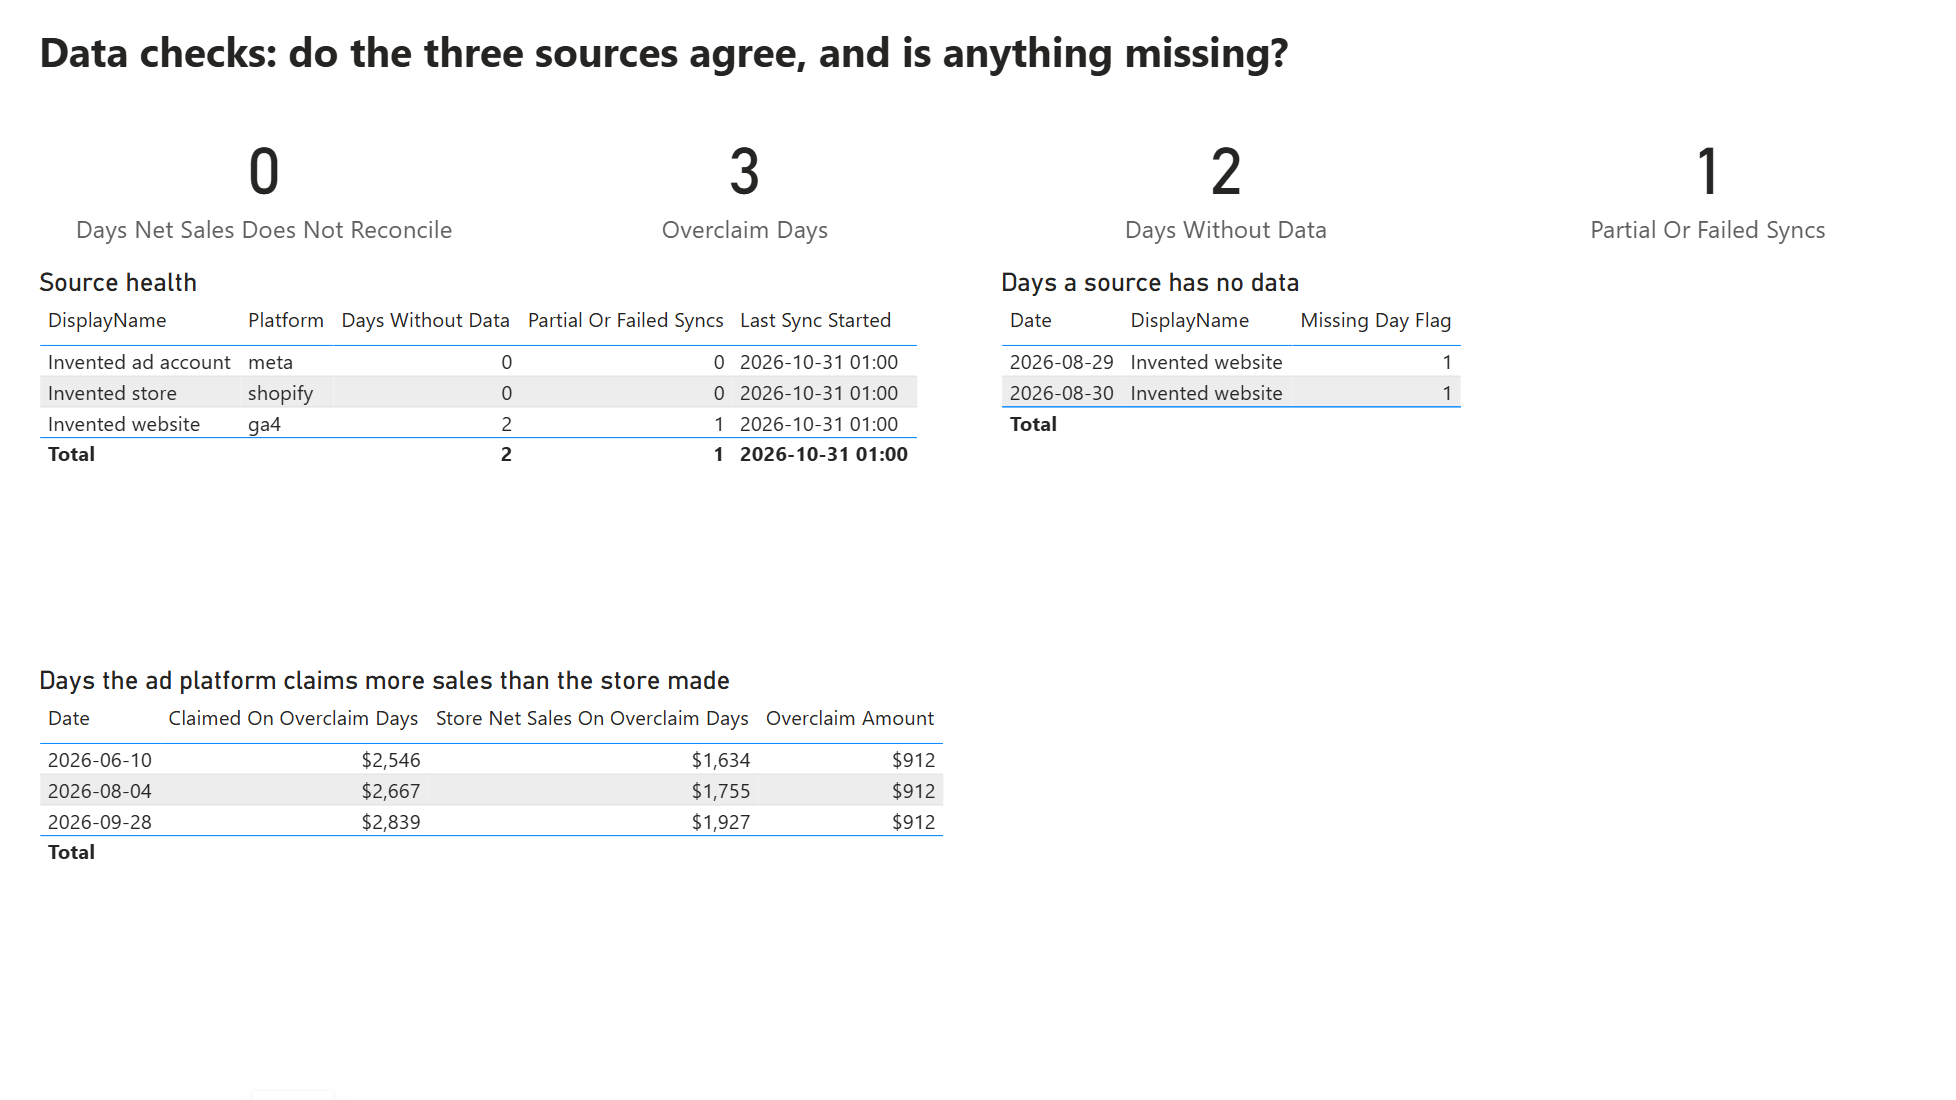 Data checks: do the three sources agree, and is anything missing?
0
Days Net Sales Does Not Reconcile
3
Overclaim Days
2
Days Without Data
1
Partial Or Failed Syncs
Source health
DisplayName Platform Days Without Data Partial Or Failed Syncs Last Sync Started
Invented ad account meta 0 0 2026-10-31 01:00
Invented store shopify 0 0 2026-10-31 01:00
Invented website ga4 2 1 2026-10-31 01:00
Total 2 1 2026-10-31 01:00
Days a source has no data
Date DisplayName Missing Day Flag
2026-08-29 Invented website 1
2026-08-30 Invented website 1
Total
Days the ad platform claims more sales than the store made
Date Claimed On Overclaim Days Store Net Sales On Overclaim Days Overclaim Amount
2026-06-10 $2,546 $1,634 $912
2026-08-04 $2,667 $1,755 $912
2026-09-28 $2,839 $1,927 $912
Total